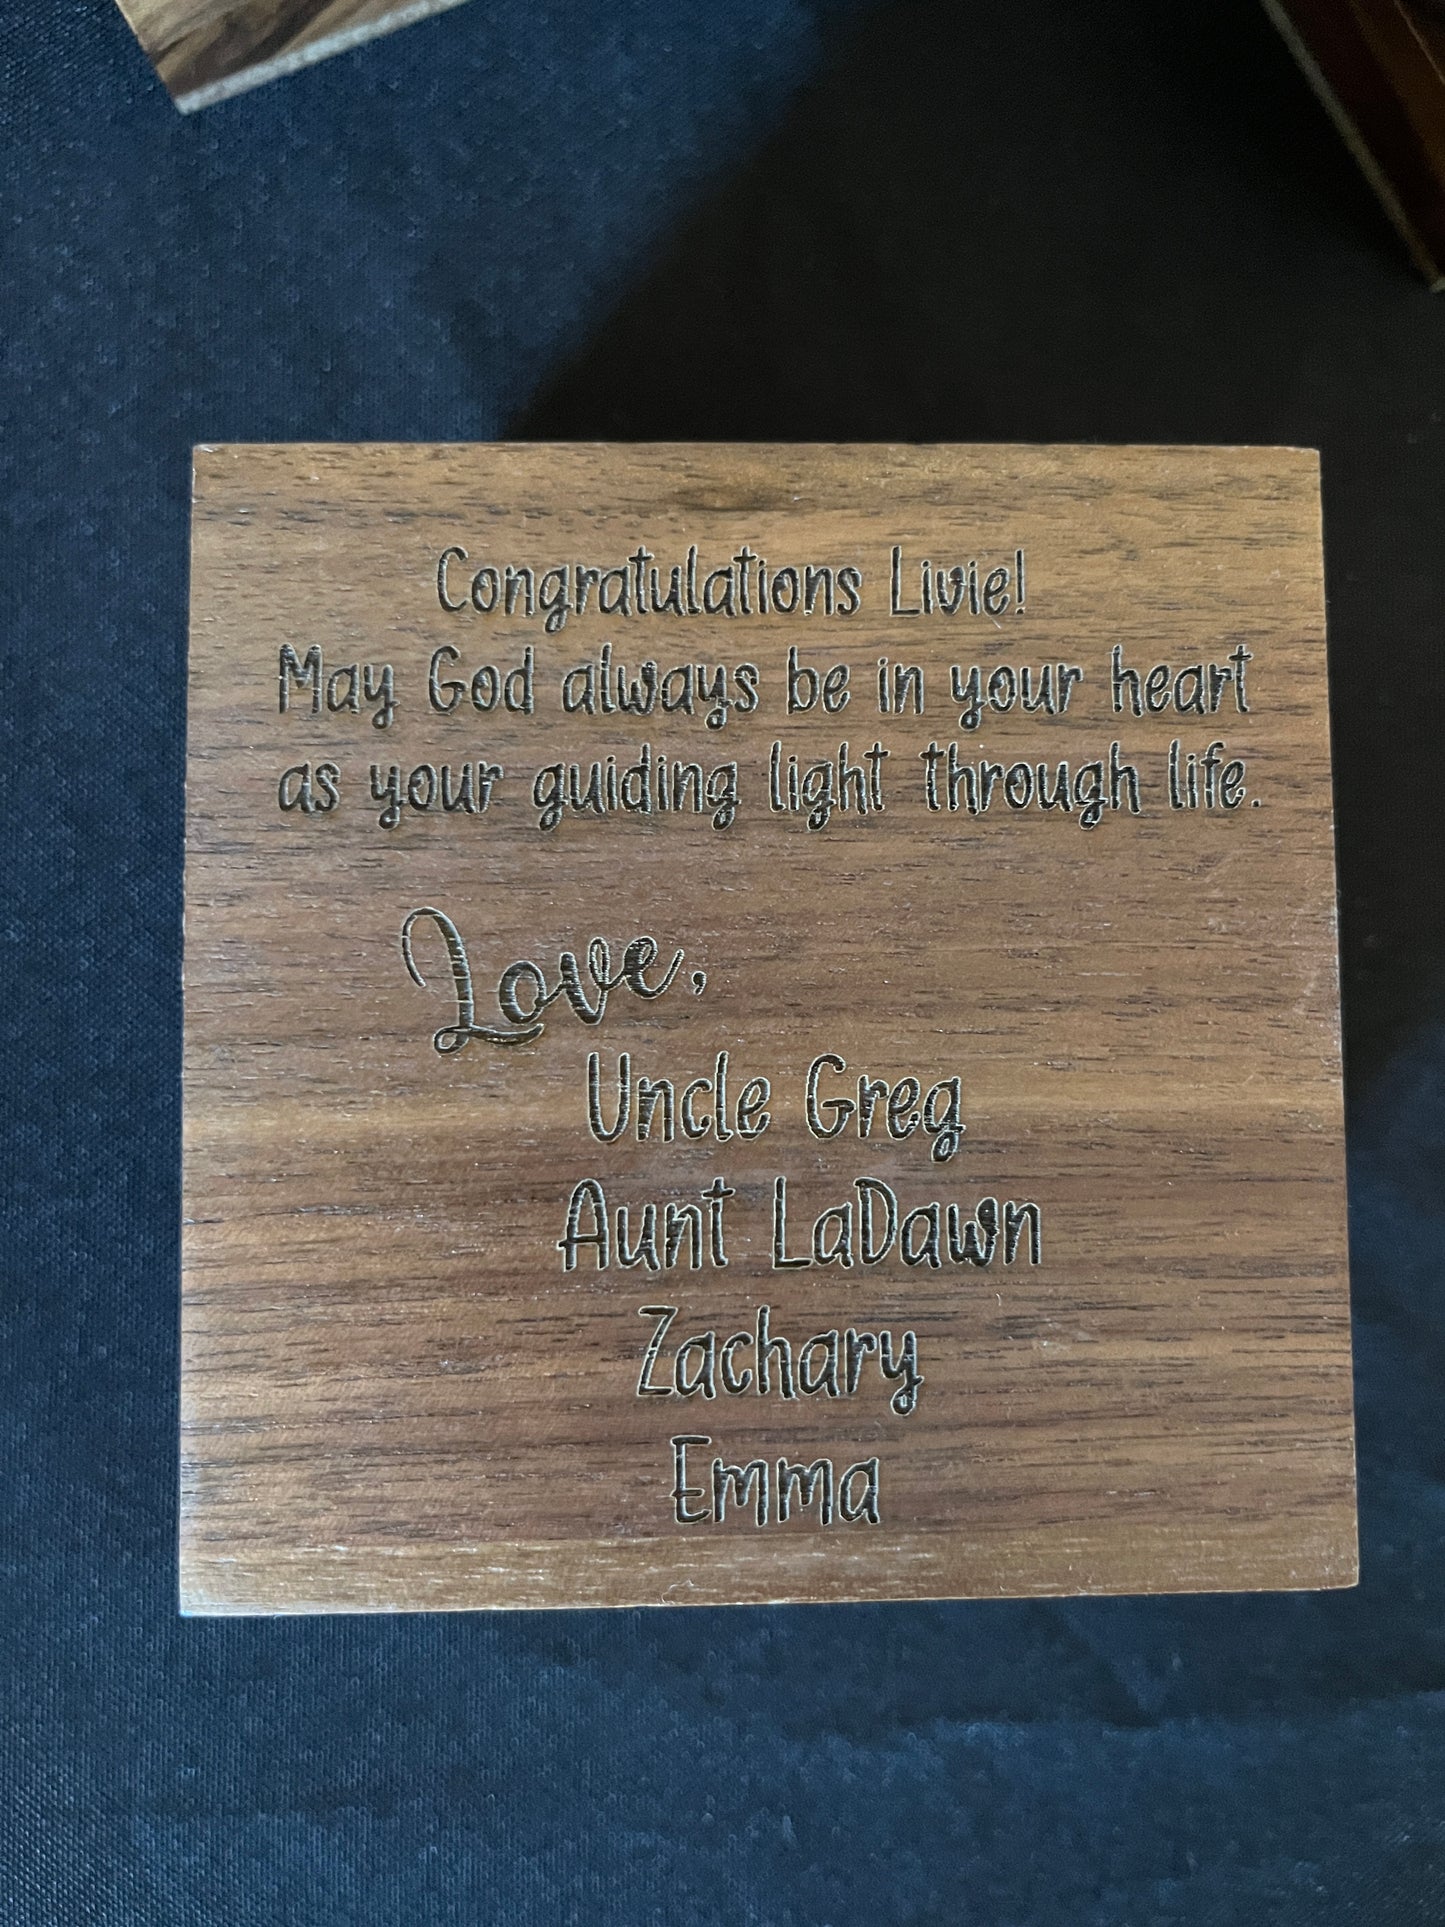 Congratulations Livie!
May God always be in your heart
as your guiding light through life.
Love,
Uncle Greg
Aunt LaDawn
Zachary
Emma